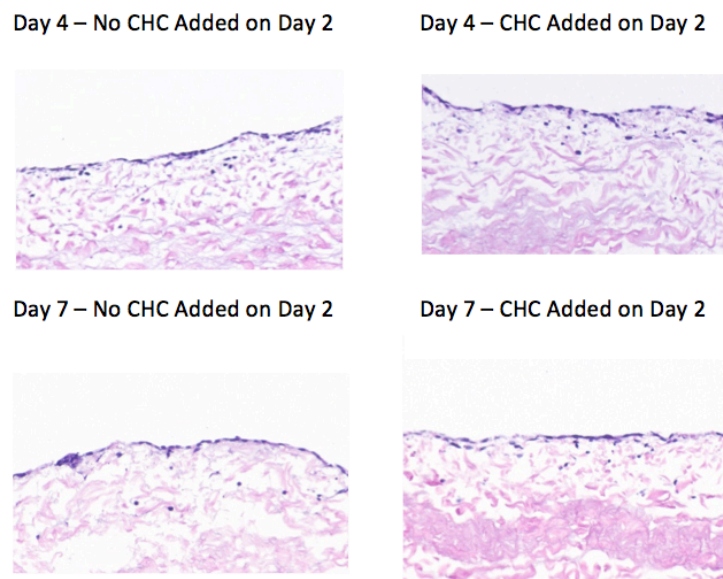 Day 4 – No CHC Added on Day 2
Day 4 – CHC Added on Day 2
Day 7 – No CHC Added on Day 2
Day 7 – CHC Added on Day 2